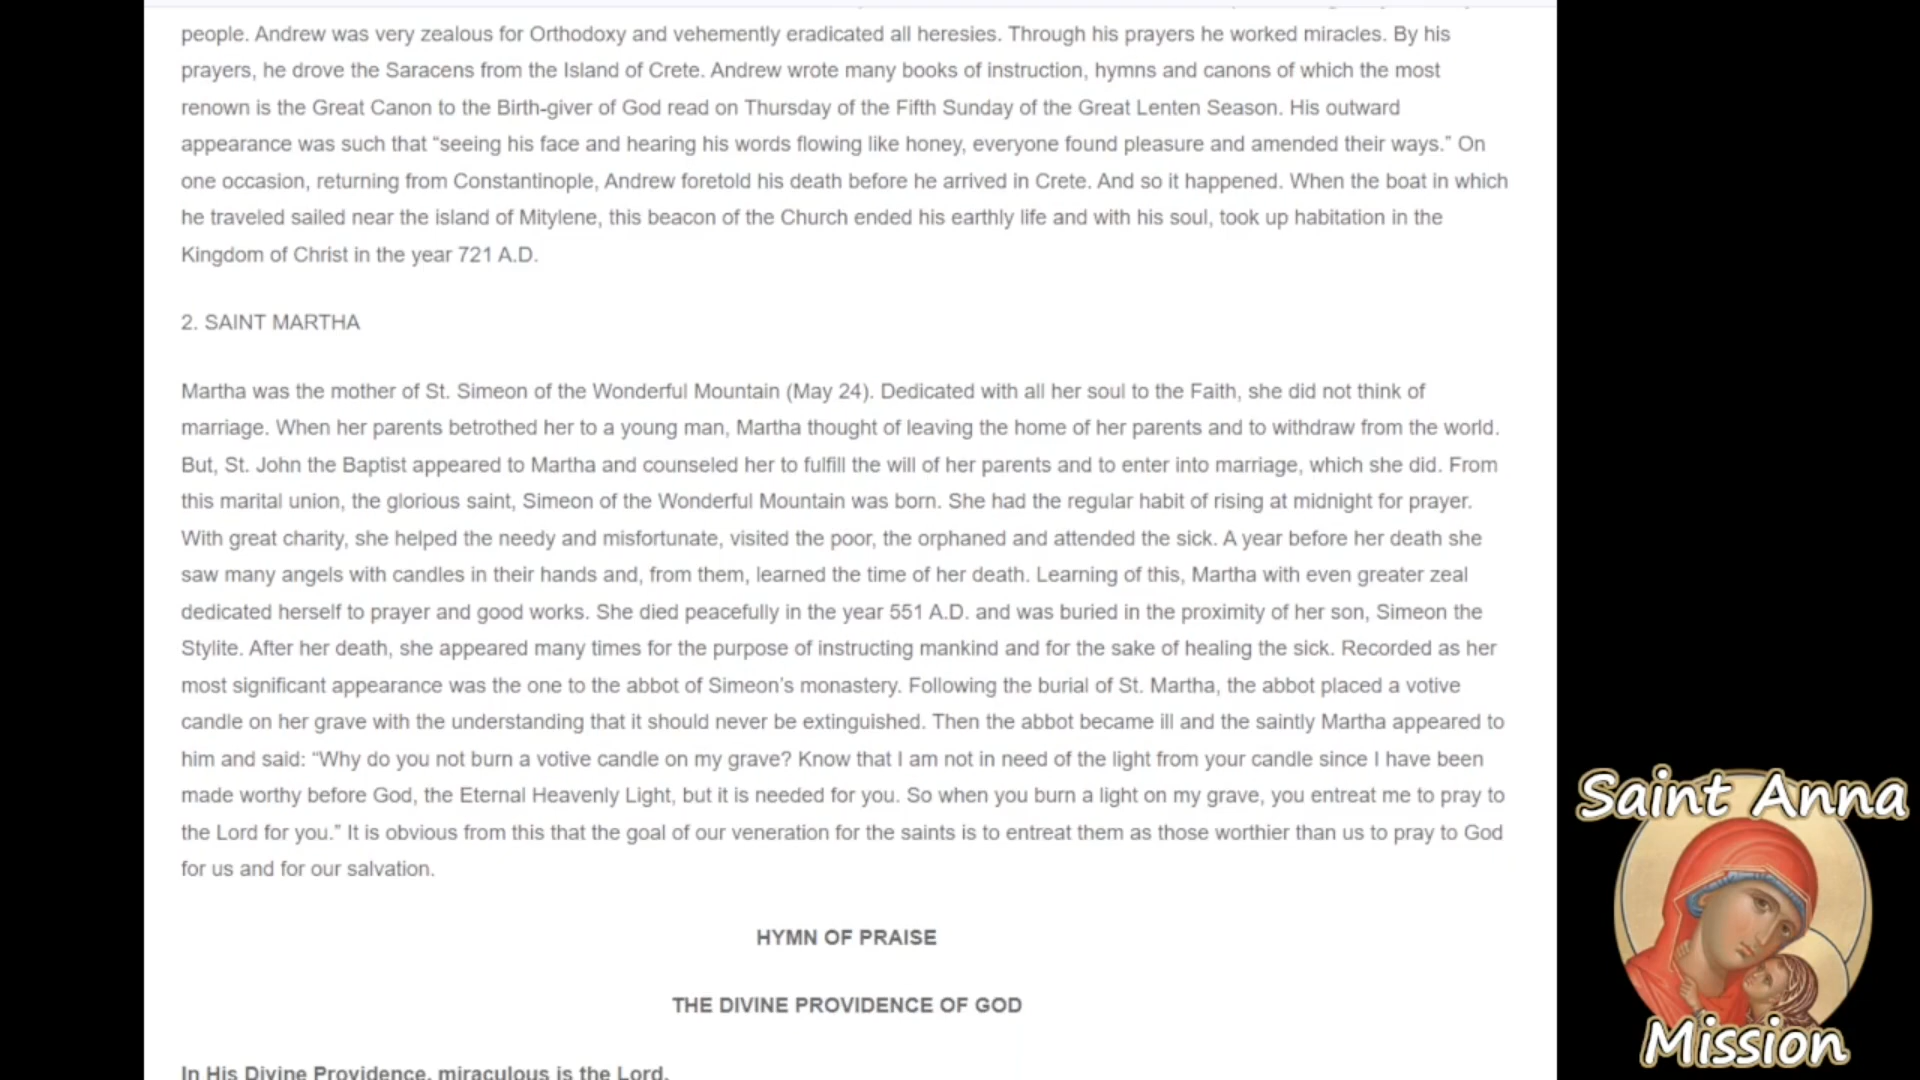 people. Andrew was very zealous for Orthodoxy and vehemently eradicated all heresies. Through his prayers he worked miracles. By his
prayers, he drove the Saracens from the Island of Crete. Andrew wrote many books of instruction, hymns and canons of which the most
renown is the Great Canon to the Birth-giver of God read on Thursday of the Fifth Sunday of the Great Lenten Season. His outward
appearance was such that “seeing his face and hearing his words flowing like honey, everyone found pleasure and amended their ways.” On
one occasion, returning from Constantinople, Andrew foretold his death before he arrived in Crete. And so it happened. When the boat in which
he traveled sailed near the island of Mitylene, this beacon of the Church ended his earthly life and with his soul, took up habitation in the
Kingdom of Christ in the year 721 A.D.
2. SAINT MARTHA
Martha was the mother of St. Simeon of the Wonderful Mountain (May 24). Dedicated with all her soul to the Faith, she did not think of
marriage. When her parents betrothed her to a young man, Martha thought of leaving the home of her parents and to withdraw from the world.
But, St. John the Baptist appeared to Martha and counseled her to fulfill the will of her parents and to enter into marriage, which she did. From
this marital union, the glorious saint, Simeon of the Wonderful Mountain was born. She had the regular habit of rising at midnight for prayer.
With great charity, she helped the needy and misfortunate, visited the poor, the orphaned and attended the sick. A year before her death she
saw many angels with candles in their hands and, from them, learned the time of her death. Learning of this, Martha with even greater zeal
dedicated herself to prayer and good works. She died peacefully in the year 551 A.D. and was buried in the proximity of her son, Simeon the
Stylite. After her death, she appeared many times for the purpose of instructing mankind and for the sake of healing the sick. Recorded as her
most significant appearance was the one to the abbot of Simeon’s monastery. Following the burial of St. Martha, the abbot placed a votive
candle on her grave with the understanding that it should never be extinguished. Then the abbot became ill and the saintly Martha appeared to
him and said: “Why do you not burn a votive candle on my grave? Know that I am not in need of the light from your candle since I have been
made worthy before God, the Eternal Heavenly Light, but it is needed for you. So when you burn a light on my grave, you entreat me to pray to
the Lord for you.” It is obvious from this that the goal of our veneration for the saints is to entreat them as those worthier than us to pray to God
for us and for our salvation.
HYMN OF PRAISE
THE DIVINE PROVIDENCE OF GOD
In His Divine Providence, miraculous is the Lord,
Saint Anna
Mission